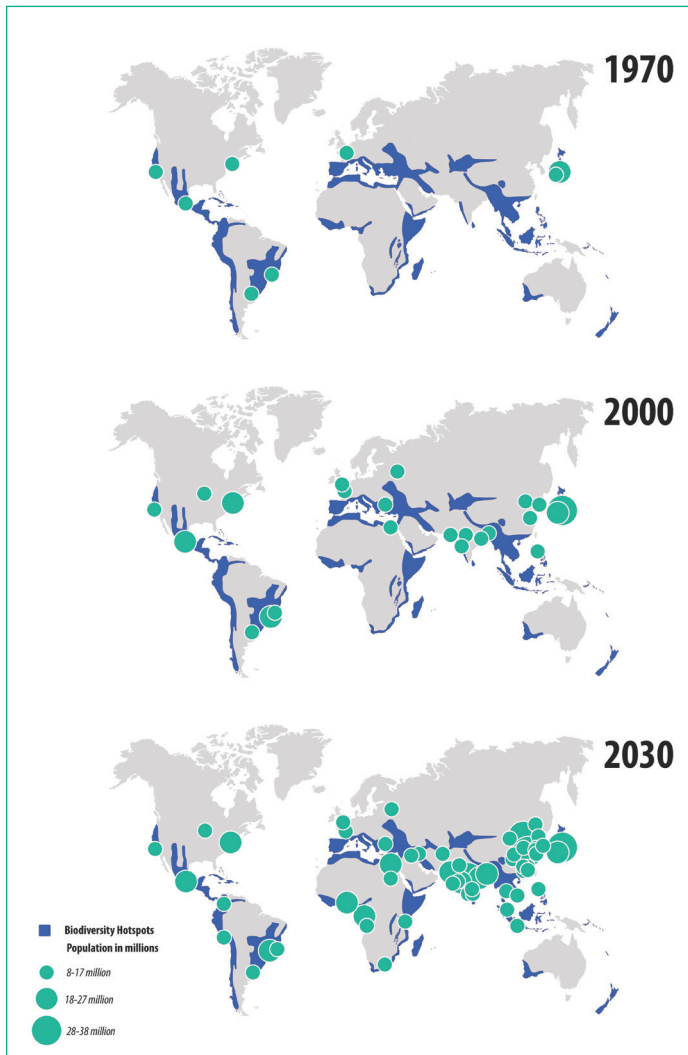 1970
2000
2030
Biodiversity Hotspots
Population in millions
8-17 million
18-27 million
28-38 million